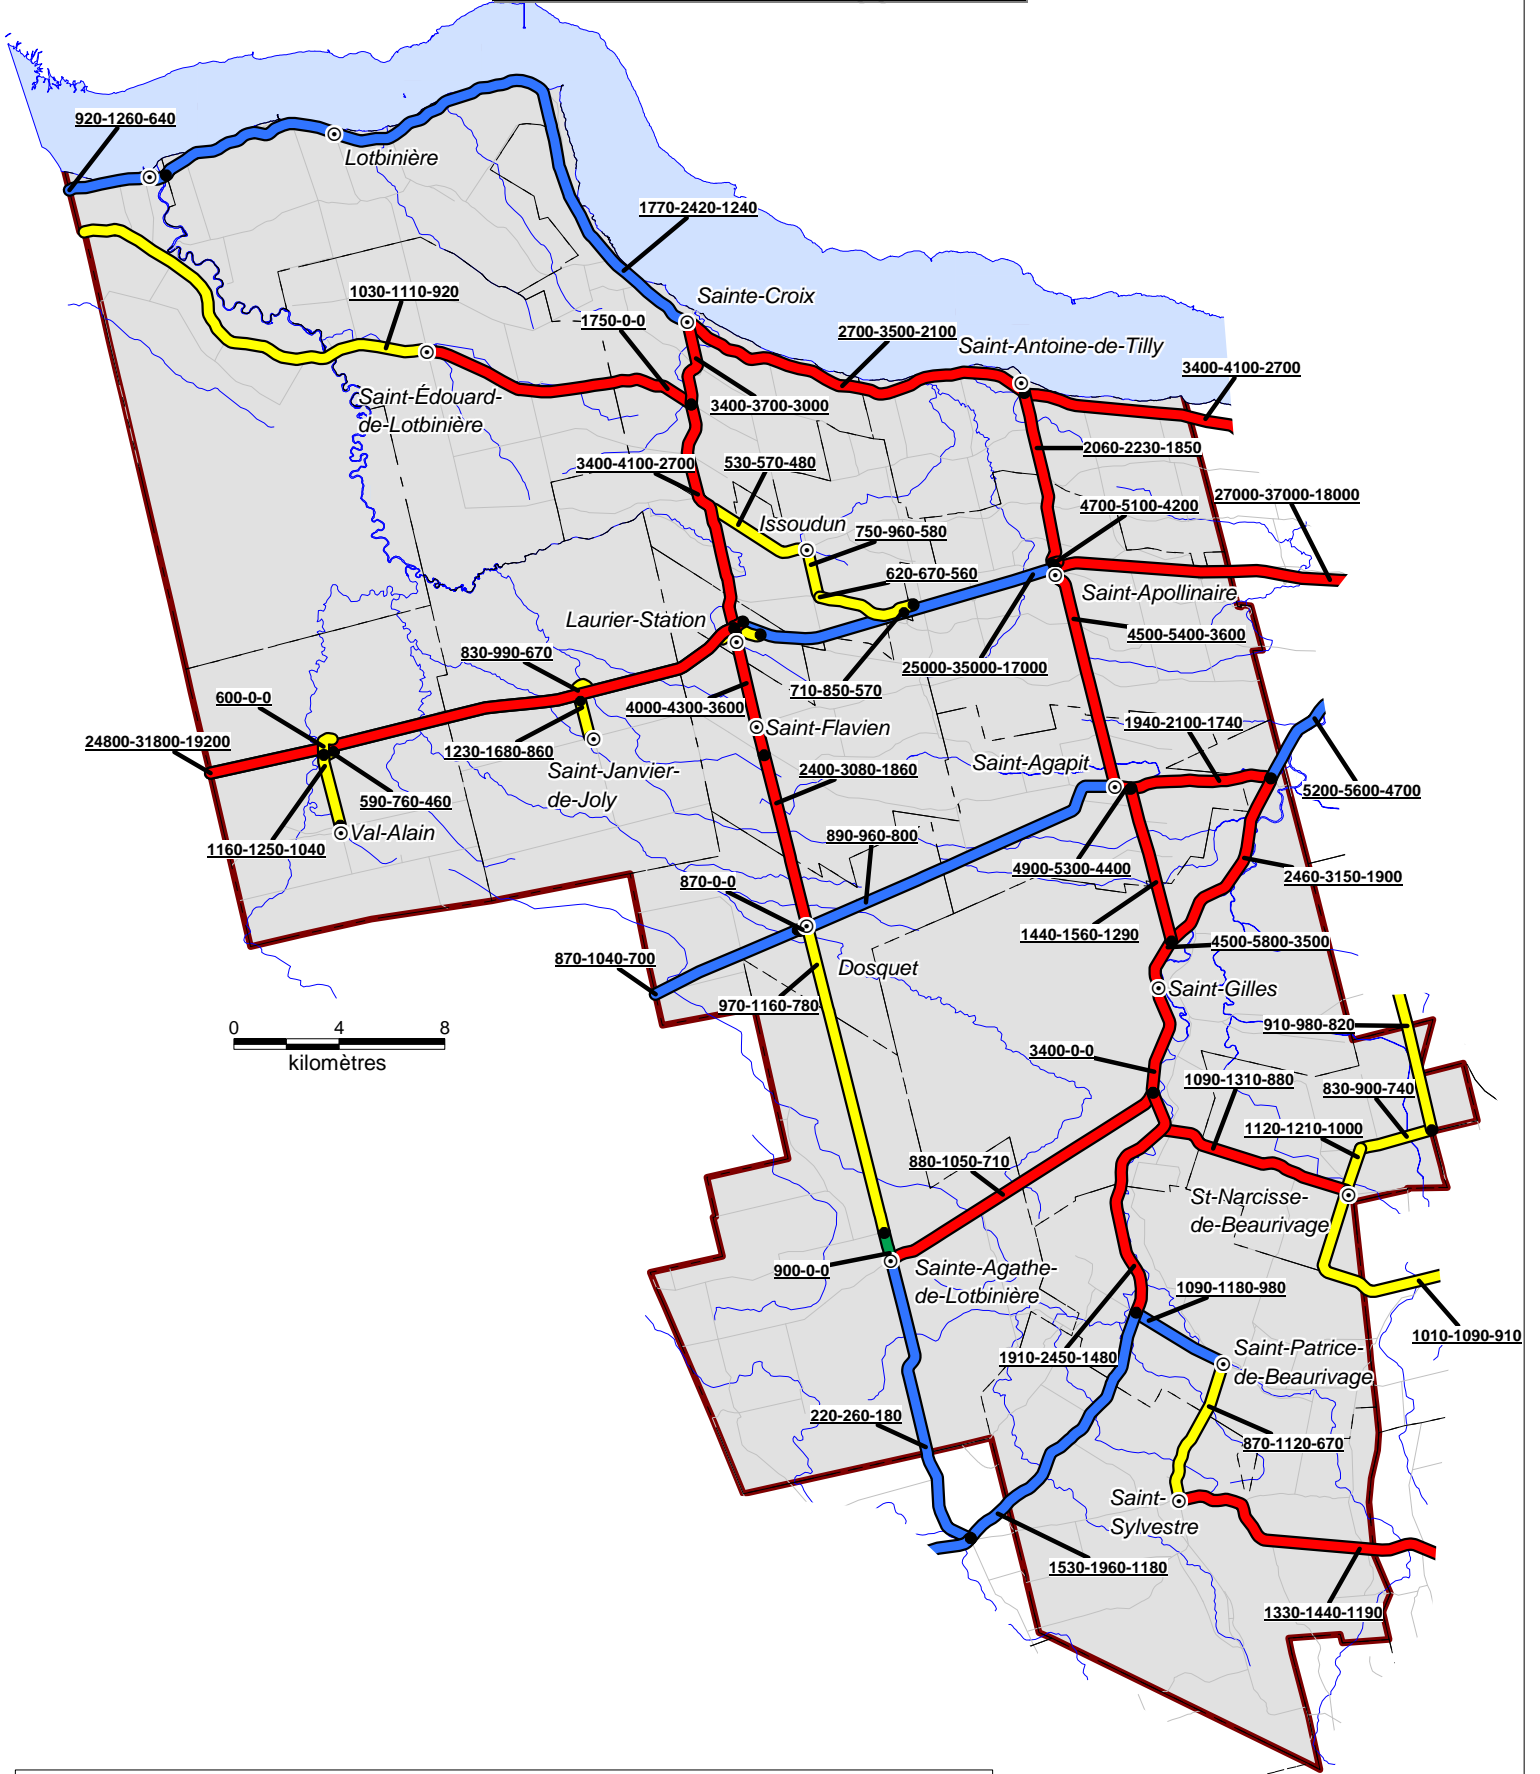 920-1260-640
Lotbinière
1770-2420-1240
Sainte-Croix
1030-1110-920
1750-0-0
2700-3500-2100
Saint-Antoine-de-Tilly
3400-4100-2700
Saint-Édouard-
de-Lotbinière
3400-3700-3000
2060-2230-1850
3400-4100-2700
530-570-480
27000-37000-18000
4700-5100-4200
Issoudun
750-960-580
620-670-560
Saint-Apollinaire
Laurier-Station
4500-5400-3600
830-990-670
25000-35000-17000
710-850-570
600-0-0
4000-4300-3600
Saint-Flavien
1940-2100-1740
24800-31800-19200
1230-1680-860
Saint-Janvier-
de-Joly
2400-3080-1860
Saint-Agapit
5200-5600-4700
590-760-460
Val-Alain
1160-1250-1040
890-960-800
4900-5300-4400
2460-3150-1900
870-0-0
1440-1560-1290
4500-5800-3500
870-1040-700
Dosquet
Saint-Gilles
970-1160-780
910-980-820
0 4 8
kilomètres
3400-0-0
1090-1310-880
830-900-740
1120-1210-1000
880-1050-710
St-Narcisse-
de-Beaurivage
900-0-0
Sainte-Agathe-
de-Lotbinière
1090-1180-980
1010-1090-910
1910-2450-1480
Saint-Patrice-
de-Beaurivage
220-260-180
870-1120-670
Saint-
Sylvestre
1530-1960-1180
1330-1440-1190